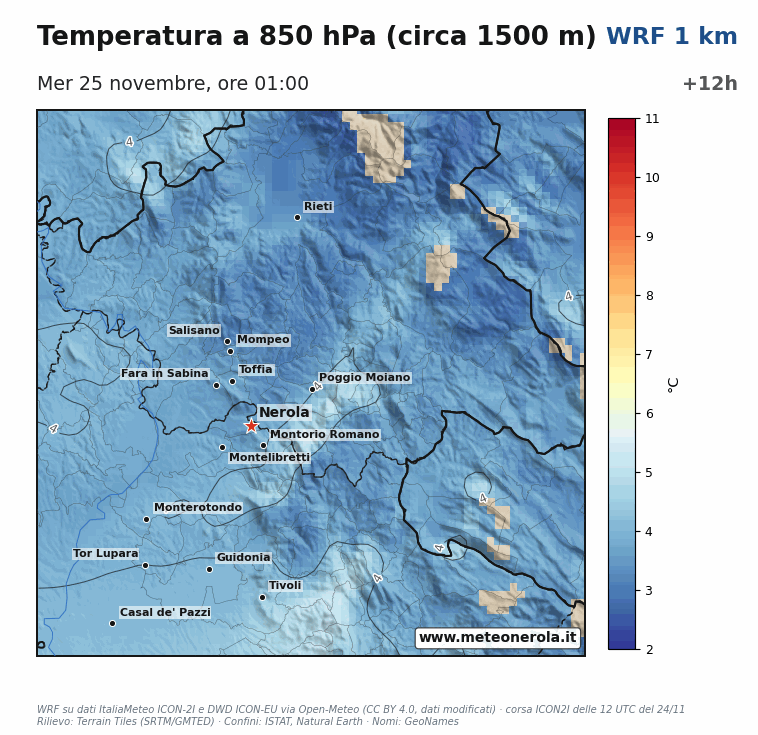 Temperatura a 850 hPa (circa 1500 m) WRF 1 km
Mer 25 novembre, ore 01:00 +12h
4
Rieti
4
Salisano
Mompeo
Fara in Sabina
Toffia
Poggio Moiano
4
Nerola
4
Montorio Romano
Montelibretti
4
Monterotondo
4
Tor Lupara
Guidonia
4
Tivoli
Casal de' Pazzi
www.meteonerola.it
11
10
9
8
7
6
5
4
3
2
°C
WRF su dati ItaliaMeteo ICON-2I e DWD ICON-EU via Open-Meteo (CC BY 4.0, dati modificati) · corsa ICON2I delle 12 UTC del 24/11
Rilievo: Terrain Tiles (SRTM/GMTED) · Confini: ISTAT, Natural Earth · Nomi: GeoNames